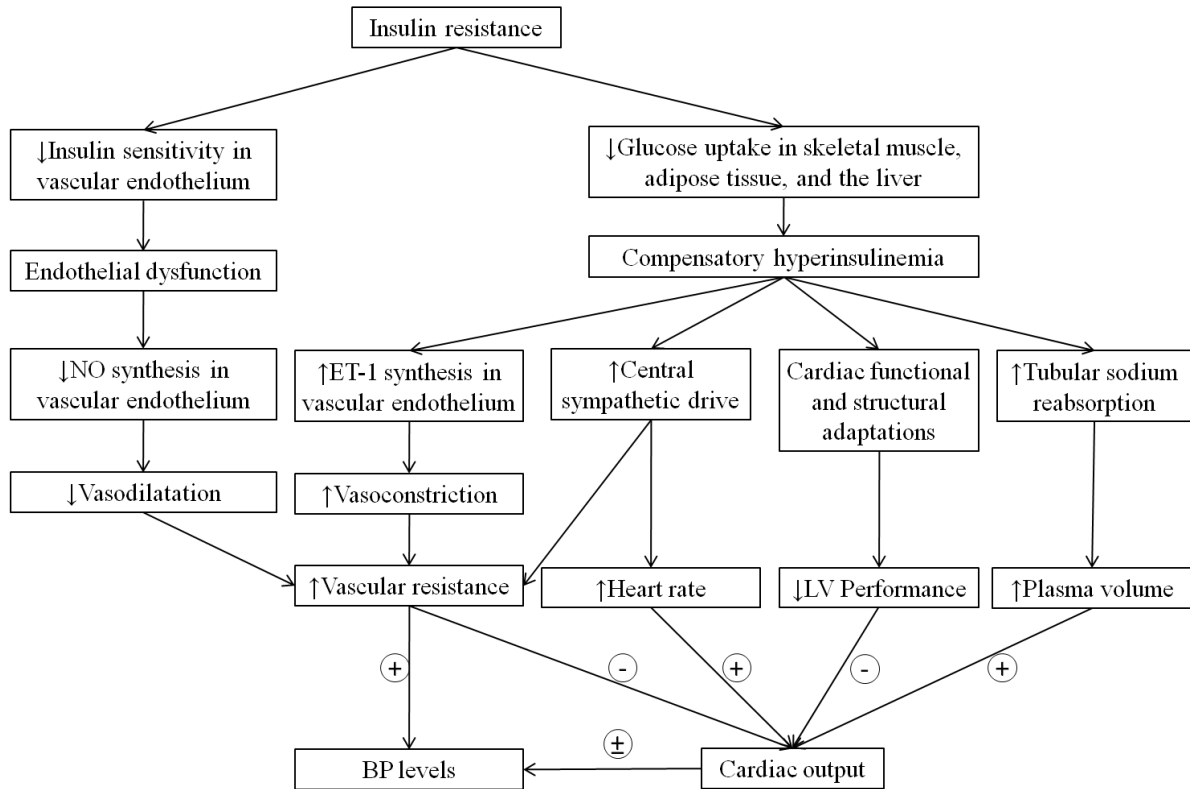 Insulin resistance
↓Insulin sensitivity in
vascular endothelium
↓Glucose uptake in skeletal muscle,
adipose tissue, and the liver
Endothelial dysfunction
Compensatory hyperinsulinemia
↓NO synthesis in
vascular endothelium
↑ET-1 synthesis in
vascular endothelium
↑Central
sympathetic drive
Cardiac functional
and structural
adaptations
↑Tubular sodium
reabsorption
↓Vasodilatation
↑Vasoconstriction
↑Vascular resistance
↑Heart rate
↓LV Performance
↑Plasma volume
+
-
+
-
+
±
BP levels
Cardiac output